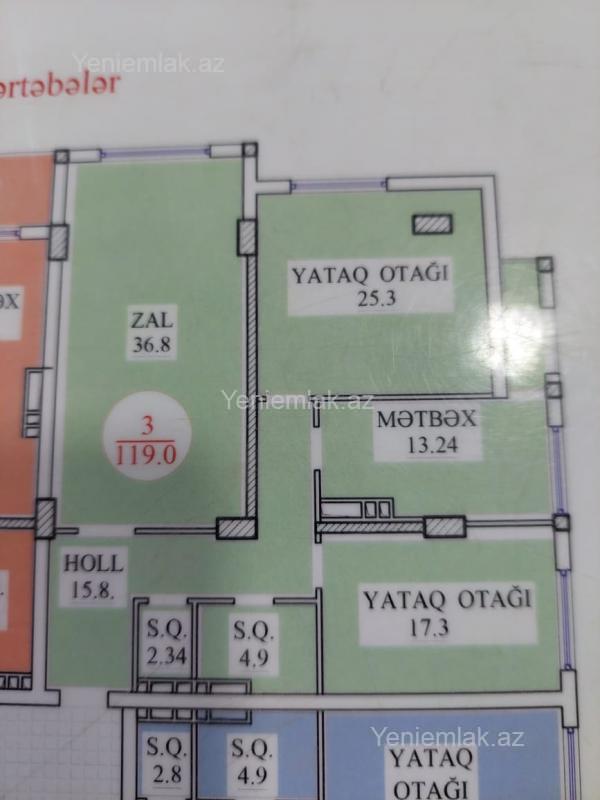 Yeniemlak.az
ərtəbələr
YATAQ OTAĞI
25.3
ZAL
36.8
Yeniemlak.az
3
119.0
MƏTBƏX
13.24
HOLL
15.8.
YATAQ OTAĞI
17.3
S.Q.
2.34
S.Q.
4.9
Yeniemlak.az
S.Q.
2.8
S.Q.
4.9
YATAQ
OTAĞI